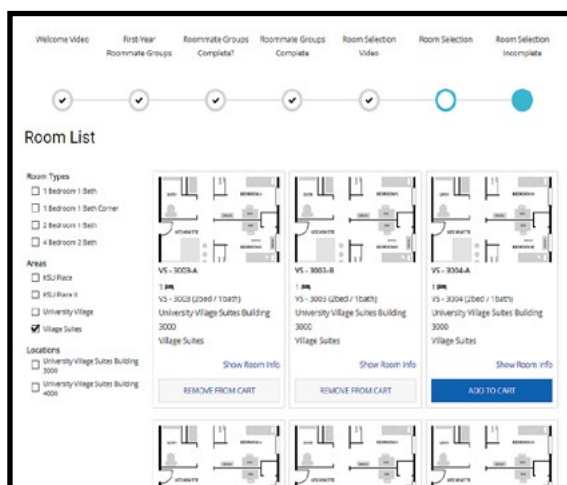 Welcome Video
First-Year
Roommate Groups
Roommate Groups
Complete?
Roommate Groups
Complete
Room Selection
Video
Room Selection
Room Selection
Incomplete
Room List
Room Types
1 Bedroom 1 Bath
1 Bedroom 1 Bath Corner
2 Bedroom 1 Bath
4 Bedroom 2 Bath
Areas
KSU Place
KSU Place II
University Village
Village Suites
Locations
University Village Suites Building
3000
University Village Suites Building
4000
VS - 3003-A
1
VS - 3003 (2bed / 1bath)
University Village Suites Building
3000
Village Suites
Show Room Info
REMOVE FROM CART
VS - 3003-B
1
VS - 3003 (2bed / 1bath)
University Village Suites Building
3000
Village Suites
Show Room Info
REMOVE FROM CART
VS - 3004-A
1
VS - 3004 (2bed / 1bath)
University Village Suites Building
3000
Village Suites
Show Room Info
ADD TO CART